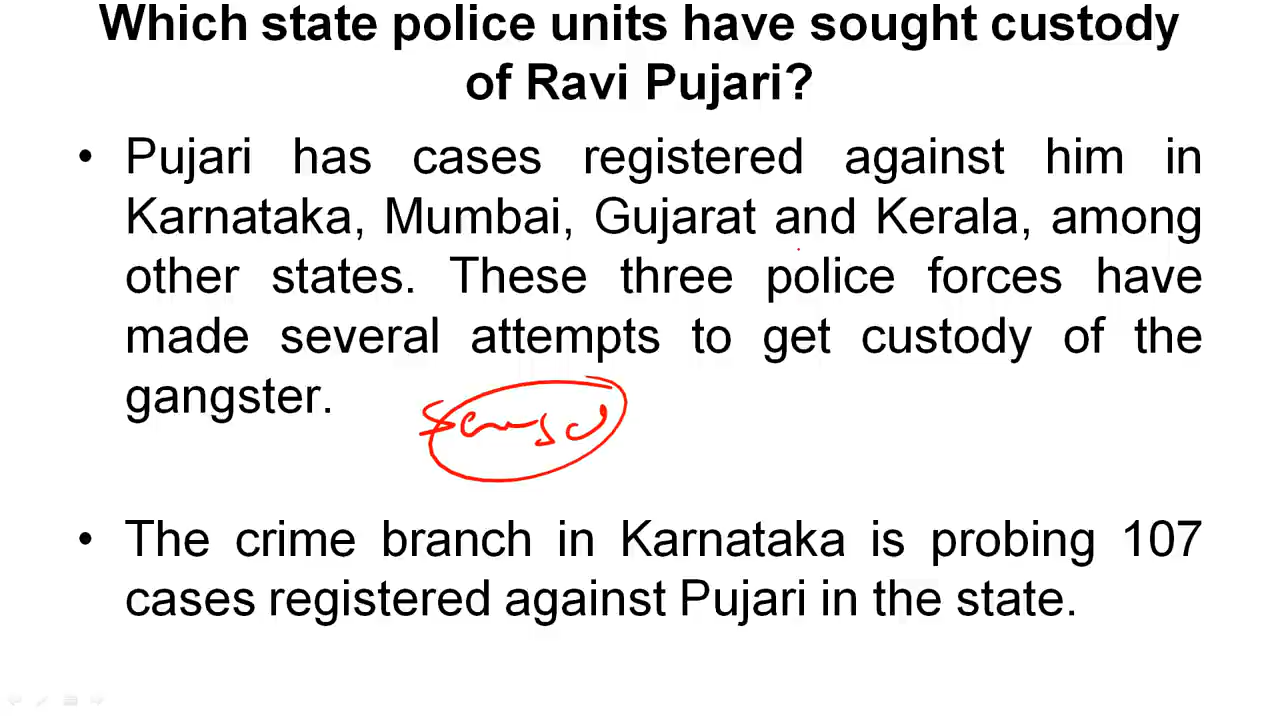 Which state police units have sought custody
of Ravi Pujari?
• Pujari has cases registered against him in
Karnataka, Mumbai, Gujarat and Kerala, among
other states. These three police forces have
made several attempts to get custody of the
gangster.
• The crime branch in Karnataka is probing 107
cases registered against Pujari in the state.